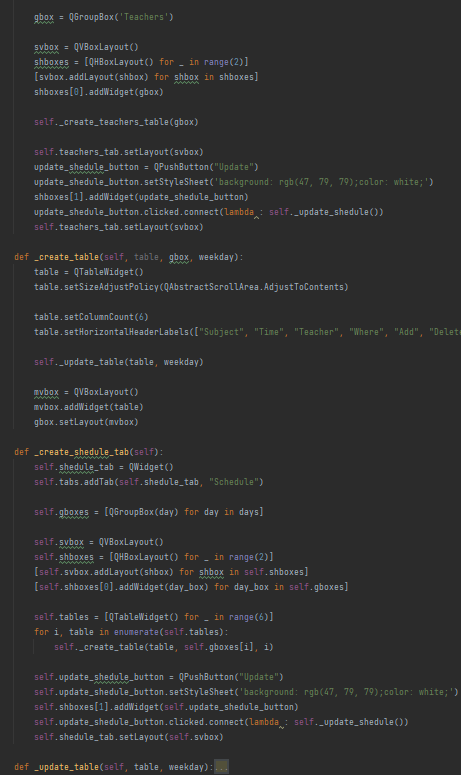 gbox = QGroupBox('Teachers')
svbox = QVBoxLayout()
shboxes = [QHBoxLayout() for _ in range(2)]
[svbox.addLayout(shbox) for shbox in shboxes]
shboxes[0].addWidget(gbox)
self._create_teachers_table(gbox)
self.teachers_tab.setLayout(svbox)
update_shedule_button = QPushButton("Update")
update_shedule_button.setStyleSheet('background: rgb(47, 79, 79);color: white;')
shboxes[1].addWidget(update_shedule_button)
update_shedule_button.clicked.connect(lambda _: self._update_shedule())
self.teachers_tab.setLayout(svbox)
def _create_table(self, table, gbox, weekday):
table = QTableWidget()
table.setSizeAdjustPolicy(QAbstractScrollArea.AdjustToContents)
table.setColumnCount(6)
table.setHorizontalHeaderLabels(["Subject", "Time", "Teacher", "Where", "Add", "Delet
self._update_table(table, weekday)
mvbox = QVBoxLayout()
mvbox.addWidget(table)
gbox.setLayout(mvbox)
def _create_shedule_tab(self):
self.shedule_tab = QWidget()
self.tabs.addTab(self.shedule_tab, "Schedule")
self.gboxes = [QGroupBox(day) for day in days]
self.svbox = QVBoxLayout()
self.shboxes = [QHBoxLayout() for _ in range(2)]
[self.svbox.addLayout(shbox) for shbox in self.shboxes]
[self.shboxes[0].addWidget(day_box) for day_box in self.gboxes]
self.tables = [QTableWidget() for _ in range(6)]
for i, table in enumerate(self.tables):
self._create_table(table, self.gboxes[i], i)
self.update_shedule_button = QPushButton("Update")
self.update_shedule_button.setStyleSheet('background: rgb(47, 79, 79);color: white;')
self.shboxes[1].addWidget(self.update_shedule_button)
self.update_shedule_button.clicked.connect(lambda _: self._update_shedule())
self.shedule_tab.setLayout(self.svbox)
def _update_table(self, table, weekday):...